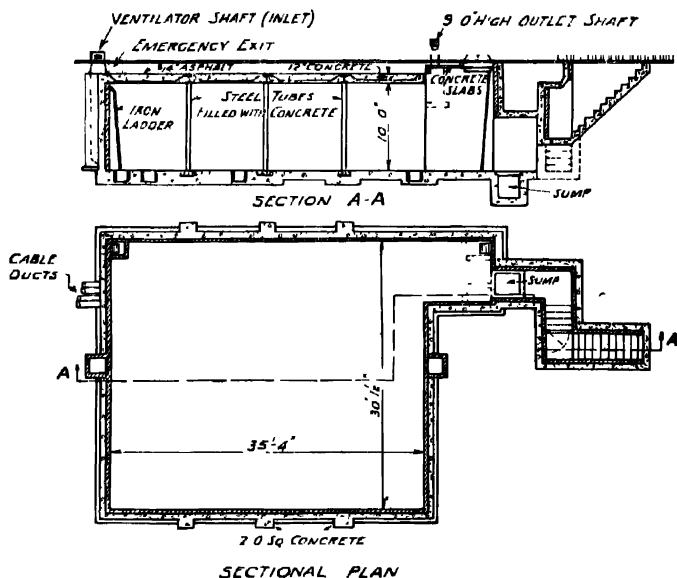 VENTILATOR SHAFT (INLET)
9'0" HIGH OUTLET SHAFT
EMERGENCY EXIT
3/4" ASPHALT
12" CONCRETE
CONCRETE
SLABS
IRON
LADDER
STEEL TUBES
FILLED WITH CONCRETE
10'0"
SUMP
SECTION A-A
CABLE
DUCTS
SUMP
A
A
30'
35'-4"
2'0 SQ CONCRETE
SECTIONAL PLAN